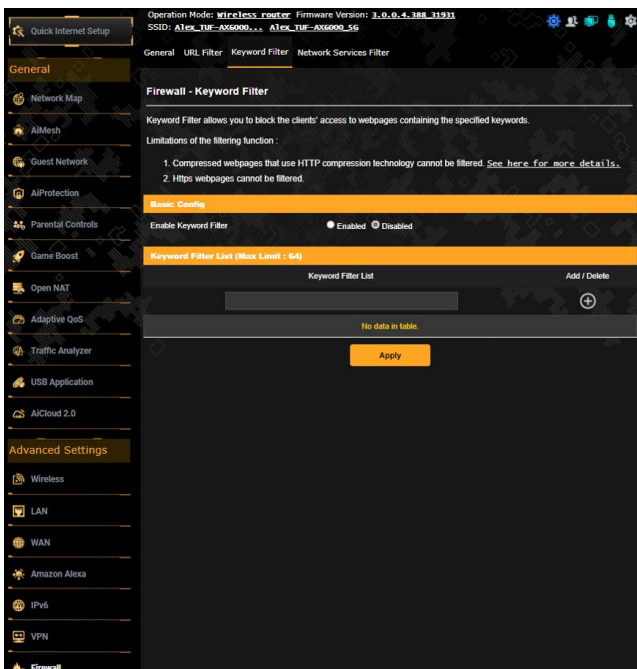 Quick Internet Setup
Operation Mode: Wireless router Firmware Version: 3.0.0.4.388_31931
SSID: Alex_TUF-AX6000... Alex_TUF-AX6000_5G
General URL Filter Keyword Filter Network Services Filter
General
Network Map
AiMesh
Guest Network
AiProtection
Parental Controls
Game Boost
Open NAT
Adaptive QoS
Traffic Analyzer
USB Application
AiCloud 2.0
Advanced Settings
Wireless
LAN
WAN
Amazon Alexa
IPv6
VPN
Firewall
Firewall - Keyword Filter
Keyword Filter allows you to block the clients' access to webpages containing the specified keywords.
Limitations of the filtering function :
1. Compressed webpages that use HTTP compression technology cannot be filtered. See here for more details.
2. Https webpages cannot be filtered.
Basic Config
Enable Keyword Filter Enabled Disabled
Keyword Filter List (Max Limit : 64)
Keyword Filter List Add / Delete
No data in table.
Apply